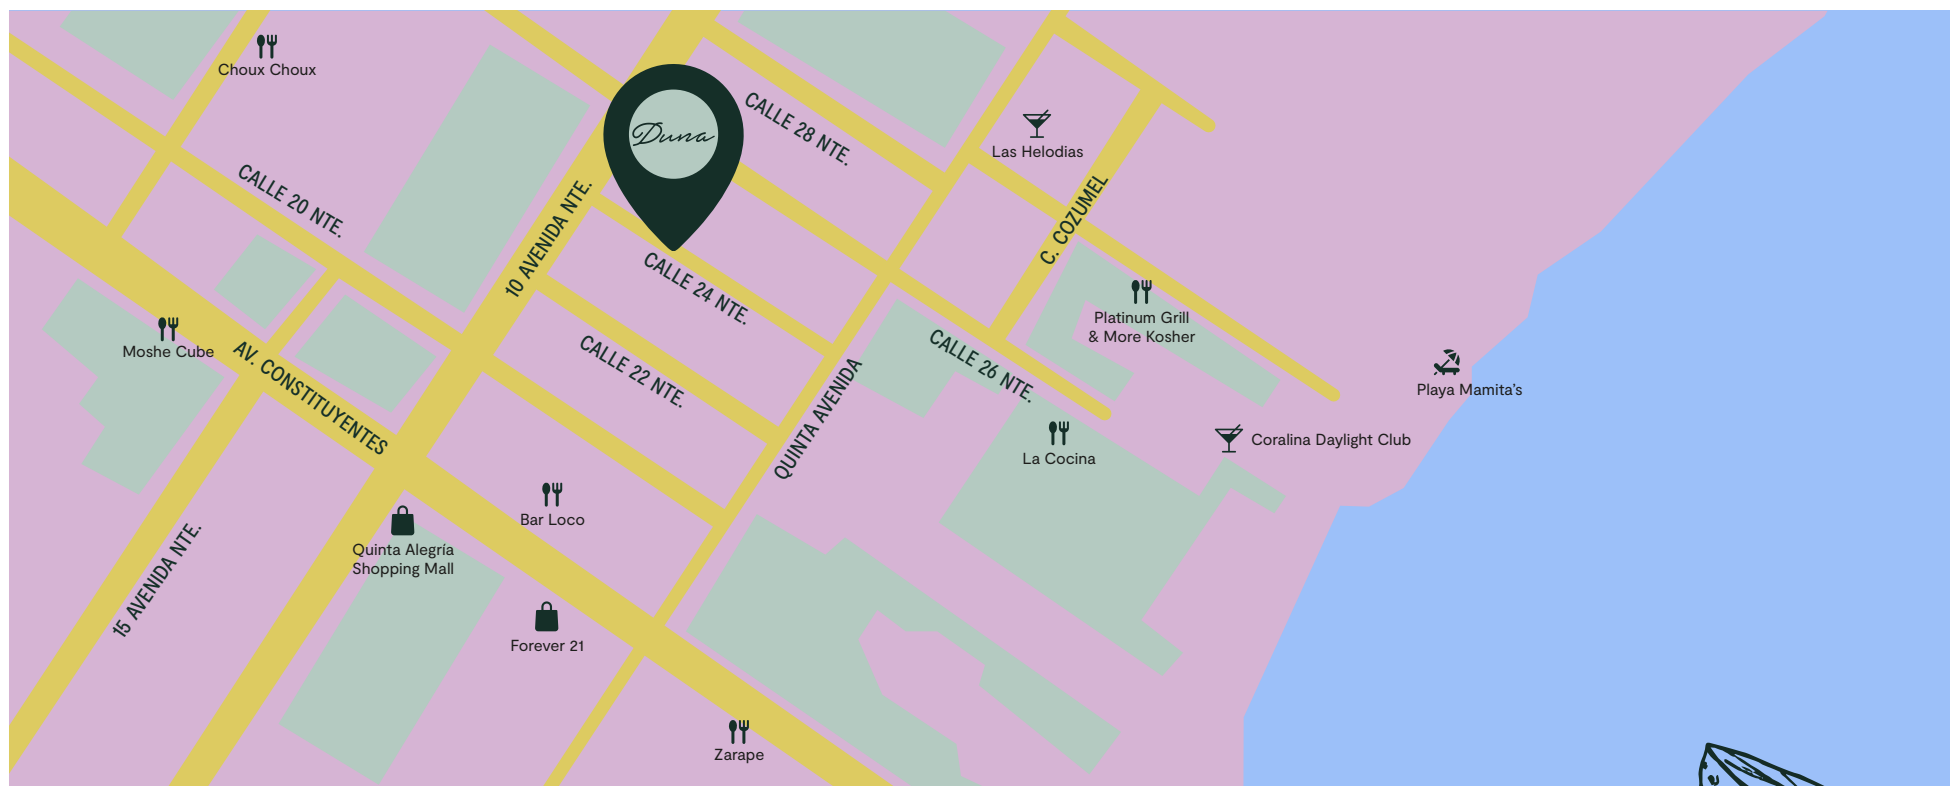 Choux Choux
Duna
CALLE 28 NTE.
Las Helodias
CALLE 20 NTE.
10 AVENIDA NTE.
C. COZUMEL
CALLE 24 NTE.
Platinum Grill
& More Kosher
Moshe Cube
AV. CONSTITUYENTES
CALLE 22 NTE.
CALLE 26 NTE.
Playa Mamita's
QUINTA AVENIDA
Coralina Daylight Club
La Cocina
Bar Loco
Quinta Alegría
Shopping Mall
15 AVENIDA NTE.
Forever 21
Zarape